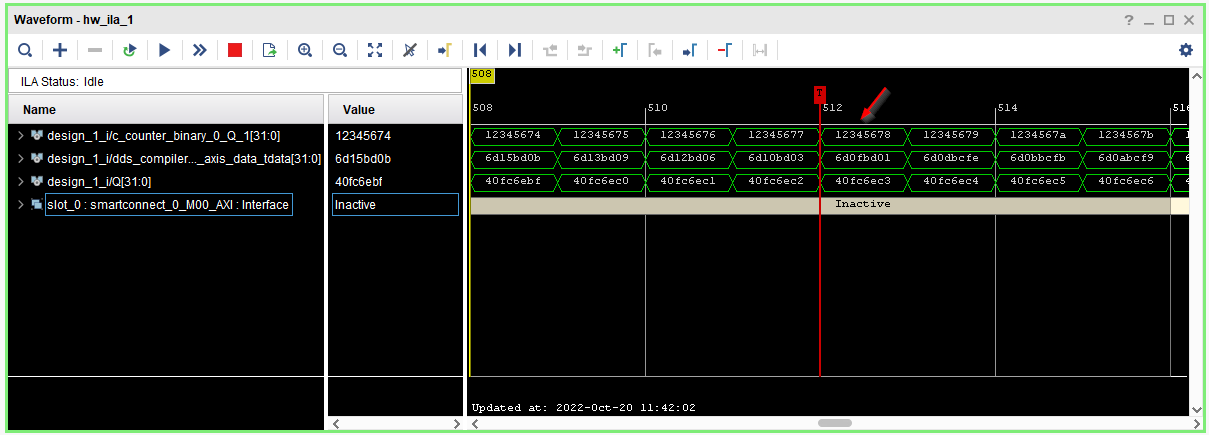 Waveform - hw_ila_1
? _ □ ×
ILA Status: Idle
Name Value
508
508 510 512 514 516
T
design_1_i/c_counter_binary_0_Q_1[31:0] 12345674 12345674 12345675 12345676 12345677 12345678 12345679 1234567a 1234567b 1
design_1_i/dds_compiler..._axis_data_tdata[31:0] 6d15bd0b 6d15bd0b 6d13bd09 6d12bd06 6d10bd03 6d0fbd01 6d0dbcfe 6d0bbcfb 6d0abcf9 6
design_1_i/Q[31:0] 40fc6ebf 40fc6ebf 40fc6ec0 40fc6ec1 40fc6ec2 40fc6ec3 40fc6ec4 40fc6ec5 40fc6ec6 4
slot_0 : smartconnect_0_M00_AXI : Interface Inactive Inactive
Updated at: 2022-Oct-20 11:42:02